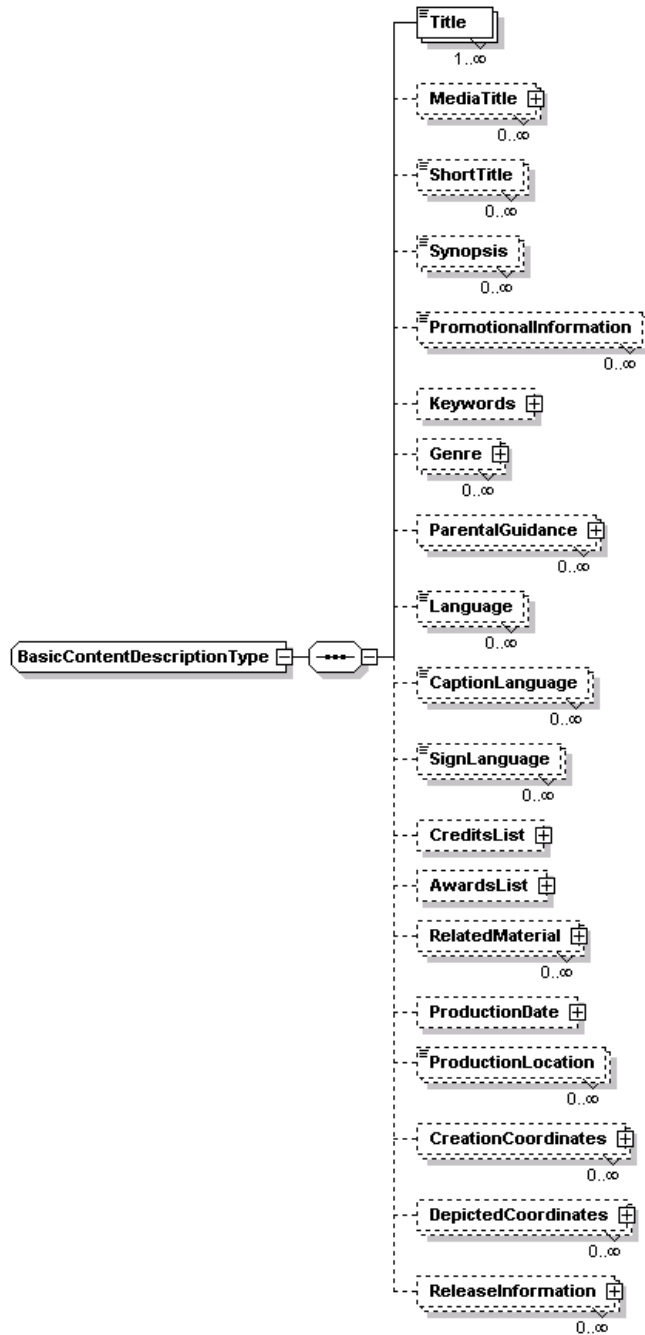 Title
1..∞
MediaTitle
0..∞
ShortTitle
0..∞
Synopsis
0..∞
PromotionalInformation
0..∞
Keywords
Genre
0..∞
ParentalGuidance
0..∞
Language
0..∞
BasicContentDescriptionType
CaptionLanguage
0..∞
SignLanguage
0..∞
CreditsList
AwardsList
RelatedMaterial
0..∞
ProductionDate
ProductionLocation
0..∞
CreationCoordinates
0..∞
DepictedCoordinates
0..∞
ReleaseInformation
0..∞